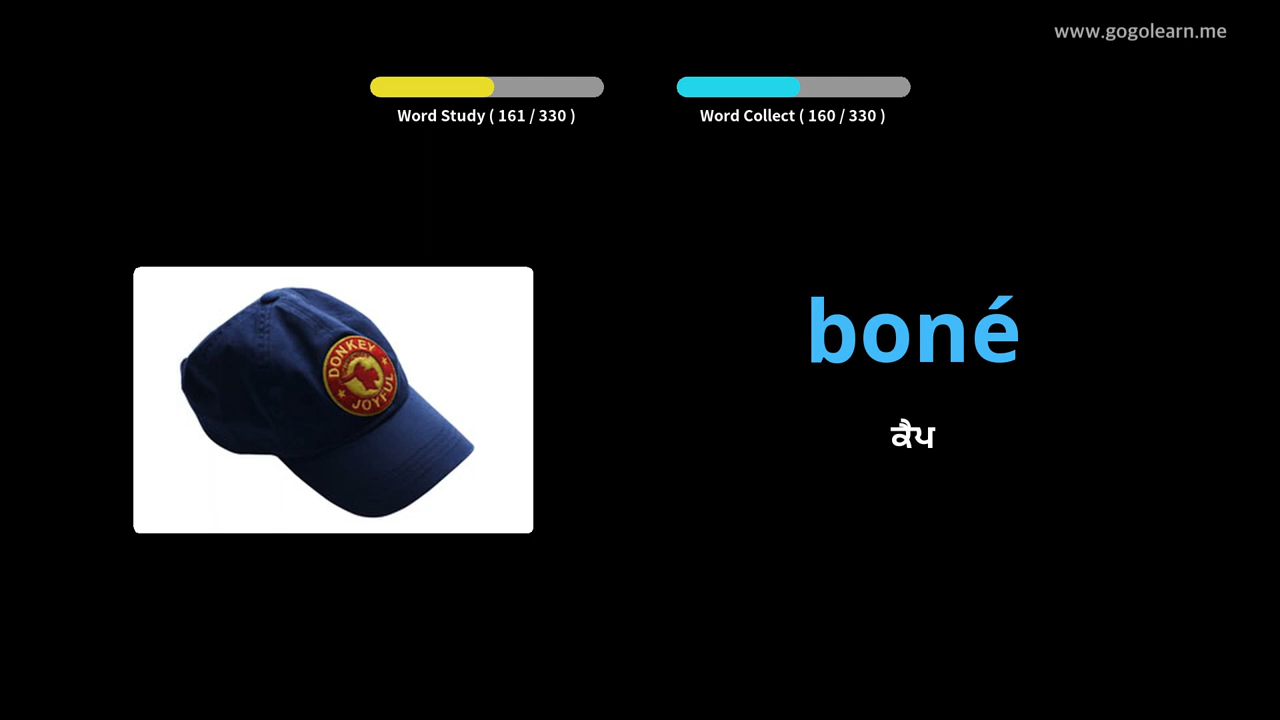 www.gogolearn.me
Word Study ( 161 / 330 )
Word Collect ( 160 / 330 )
DONKEY
JOYFUL
boné
ਕੈਪ